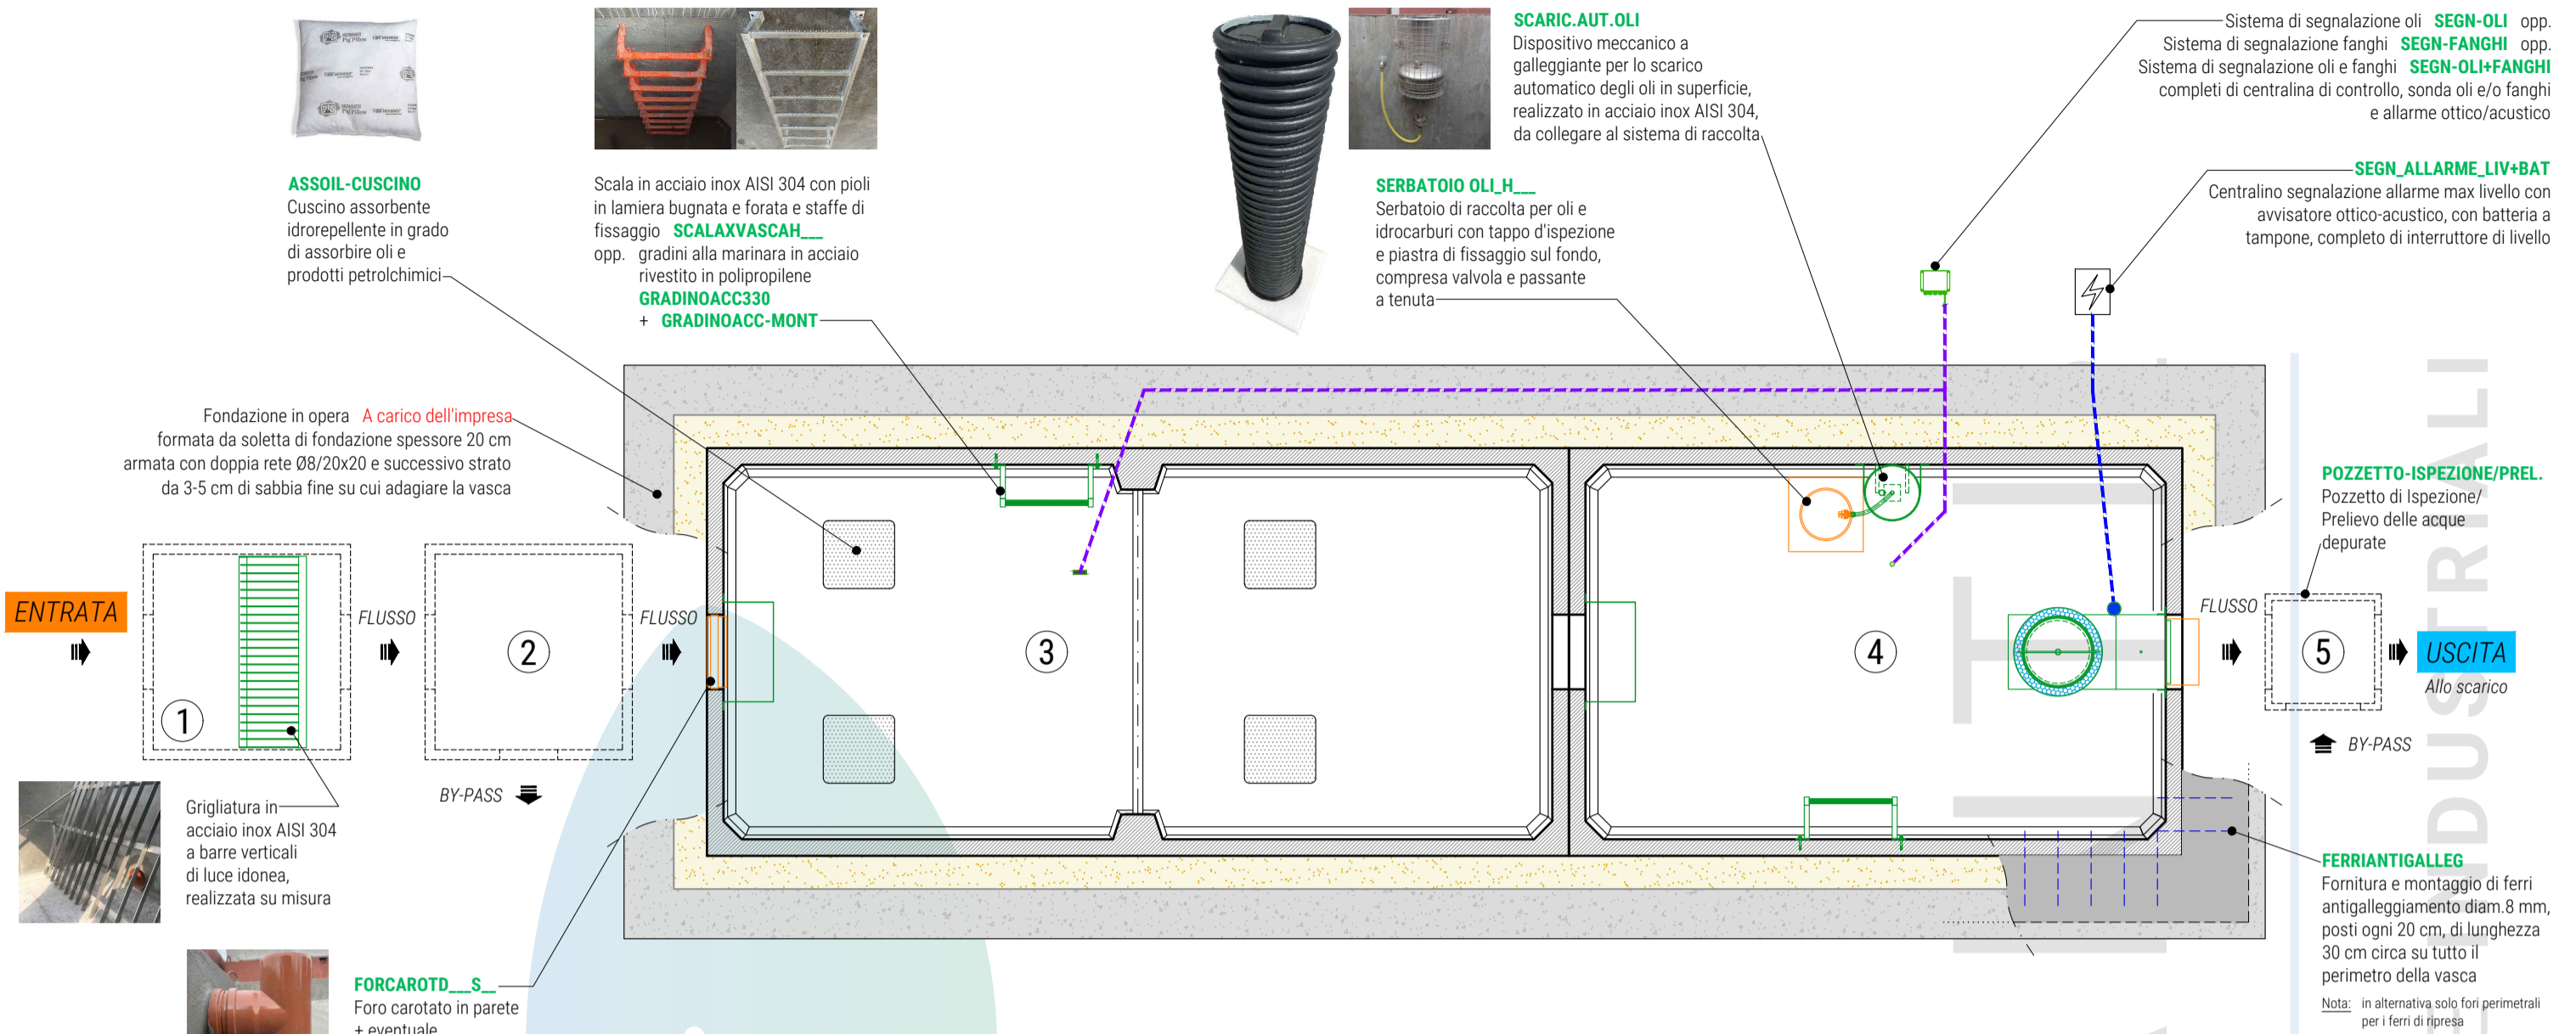 ASSOIL-CUSCINO
Cuscino assorbente
idrorepellente in grado
di assorbire oli e
prodotti petrolchimici
Scala in acciaio inox AISI 304 con pioli
in lamiera bugnata e forata e staffe di
fissaggio SCALAXVASCAH___
opp. gradini alla marinara in acciaio
rivestito in polipropilene
GRADINOACC330
+ GRADINOACC-MONT
SCARIC.AUT.OLI
Dispositivo meccanico a
galleggiante per lo scarico
automatico degli oli in superficie,
realizzato in acciaio inox AISI 304,
da collegare al sistema di raccolta
SERBATOIO OLI_H___
Serbatoio di raccolta per oli e
idrocarburi con tappo d'ispezione
e piastra di fissaggio sul fondo,
compresa valvola e passante
a tenuta
Sistema di segnalazione oli SEGN-OLI opp.
Sistema di segnalazione fanghi SEGN-FANGHI opp.
Sistema di segnalazione oli e fanghi SEGN-OLI+FANGHI
completi di centralina di controllo, sonda oli e/o fanghi
e allarme ottico/acustico
SEGN_ALLARME_LIV+BAT
Centralino segnalazione allarme max livello con
avvisatore ottico-acustico, con batteria a
tampone, completo di interruttore di livello
Fondazione in opera A carico dell'impresa
formata da soletta di fondazione spessore 20 cm
armata con doppia rete Ø8/20x20 e successivo strato
da 3-5 cm di sabbia fine su cui adagiare la vasca
POZZETTO-ISPEZIONE/PREL.
Pozzetto di Ispezione/
Prelievo delle acque
depurate
ENTRATA
1
FLUSSO
2
FLUSSO
3
4
FLUSSO
5
USCITA
Allo scarico
BY-PASS
BY-PASS
Grigliatura in
acciaio inox AISI 304
a barre verticali
di luce idonea,
realizzata su misura
FERRIANTIGALLEG
Fornitura e montaggio di ferri
antigalleggiamento diam.8 mm,
posti ogni 20 cm, di lunghezza
30 cm circa su tutto il
perimetro della vasca
Nota: in alternativa solo fori perimetrali
per i ferri di ripresa
FORCAROTD___S__
Foro carotato in parete
+ eventuale
INDUSTRIALI